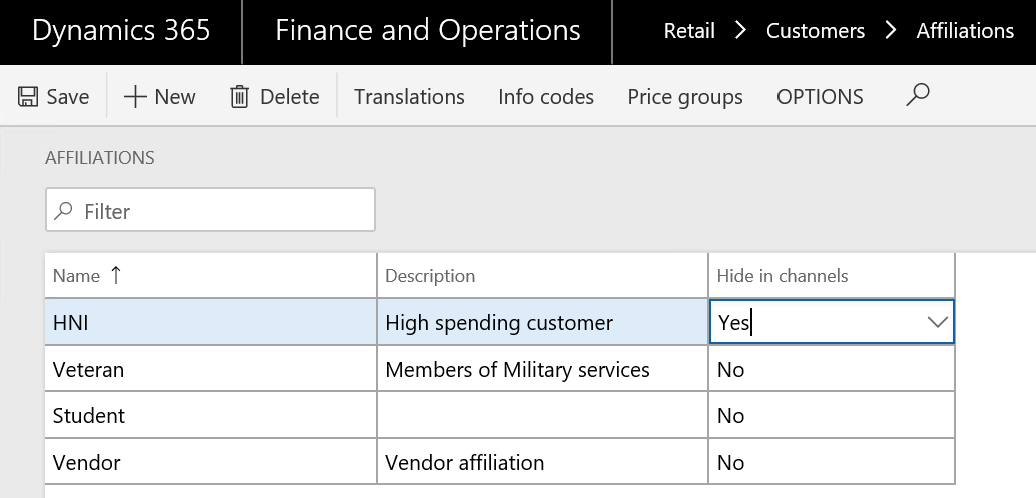 Dynamics 365 Finance and Operations Retail > Customers > Affiliations
Save New Delete Translations Info codes Price groups OPTIONS
AFFILIATIONS
Filter
Name ↑ Description Hide in channels
HNI High spending customer Yes
Veteran Members of Military services No
Student No
Vendor Vendor affiliation No